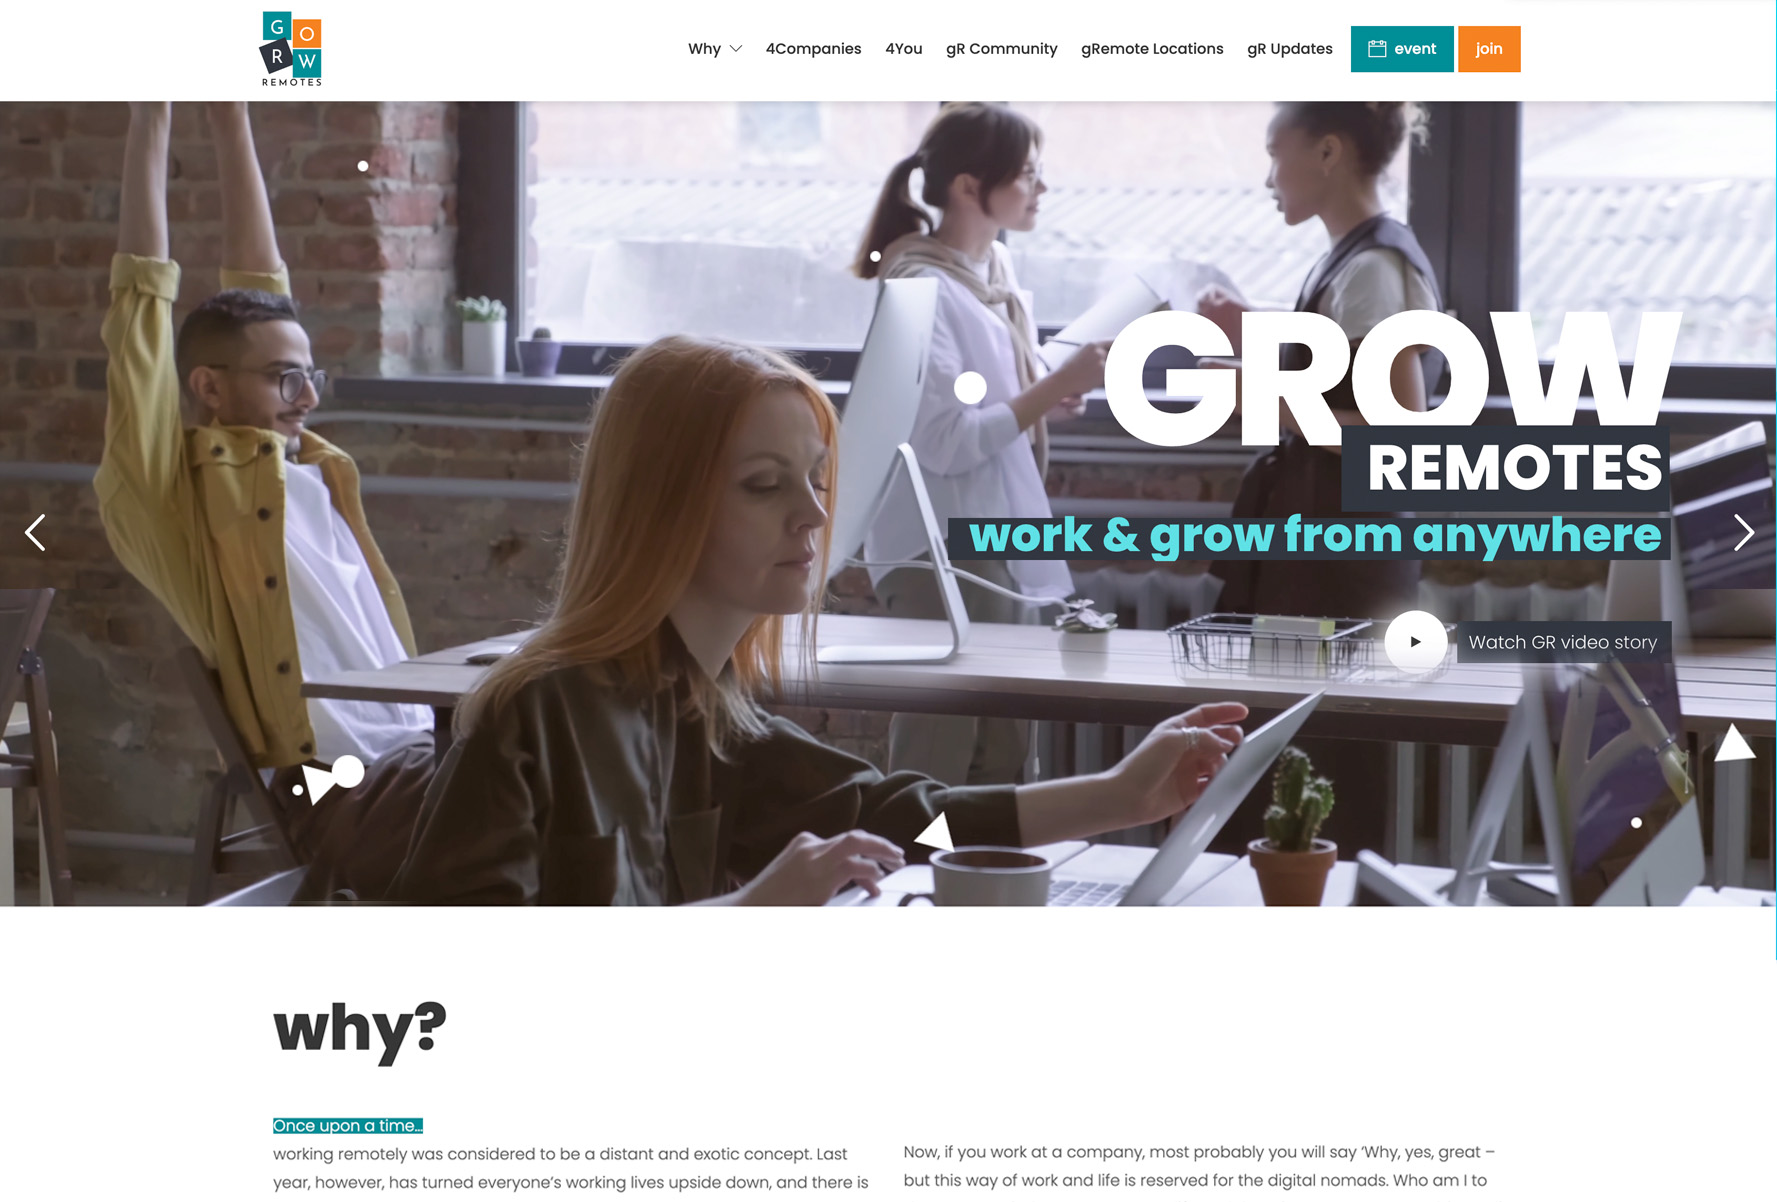 G O
R W
REMOTES
Why 4Companies 4You gR Community gRemote Locations gR Updates event join
GROW
REMOTES
work & grow from anywhere
Watch GR video story
why?
Once upon a time...
working remotely was considered to be a distant and exotic concept. Last
year, however, has turned everyone's working lives upside down, and there is
Now, if you work at a company, most probably you will say 'Why, yes, great –
but this way of work and life is reserved for the digital nomads. Who am I to